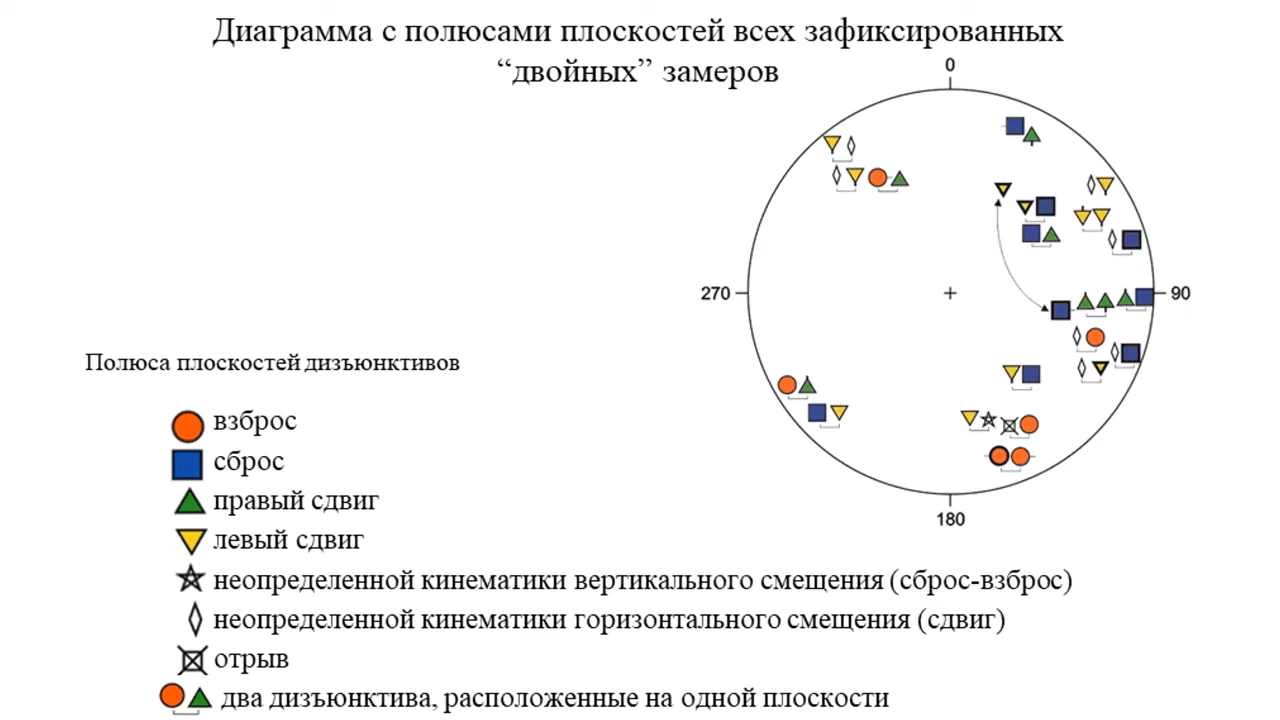 Диаграмма с полюсами плоскостей всех зафиксированных
“двойных” замеров
0
270
90
180
Полюса плоскостей дизъюнктивов
взброс
сброс
правый сдвиг
левый сдвиг
неопределенной кинематики вертикального смещения (сброс-взброс)
неопределенной кинематики горизонтального смещения (сдвиг)
отрыв
два дизъюнктива, расположенные на одной плоскости